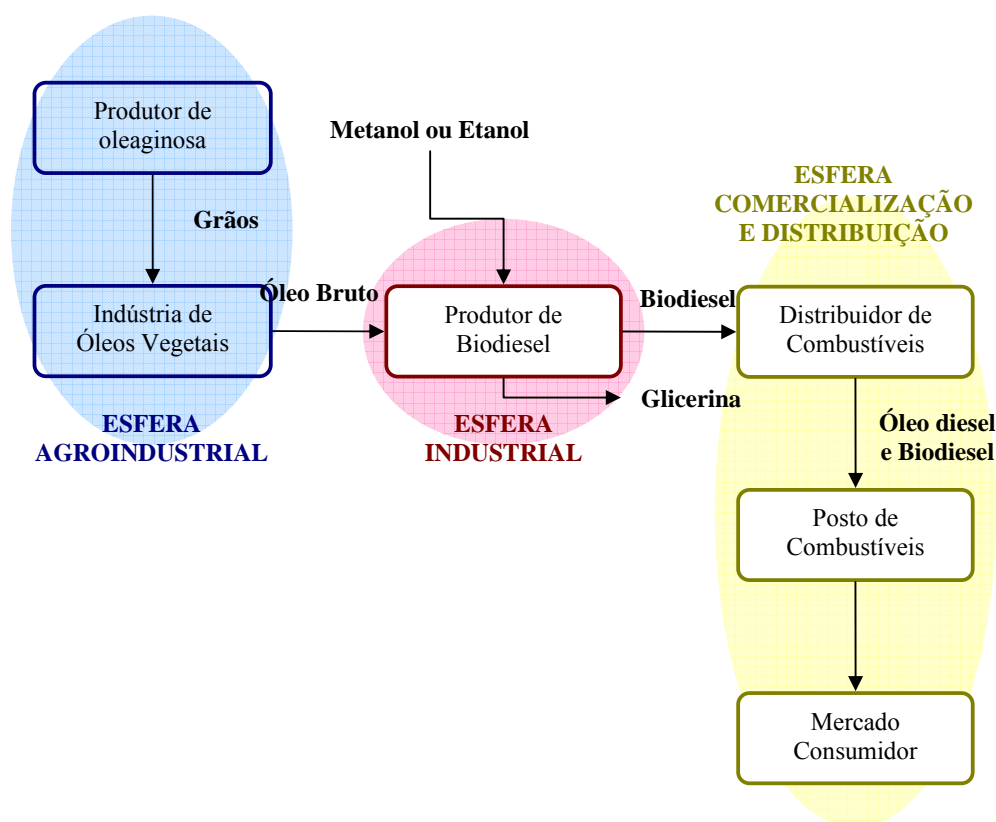 Produtor de
oleaginosa
Grãos
Indústria de
Óleos Vegetais
ESFERA
AGROINDUSTRIAL
Óleo Bruto
Metanol ou Etanol
Produtor de
Biodiesel
ESFERA
INDUSTRIAL
Biodiesel
Glicerina
ESFERA
COMERCIALIZAÇÃO
E DISTRIBUIÇÃO
Distribuidor de
Combustíveis
Óleo diesel
e Biodiesel
Posto de
Combustíveis
Mercado
Consumidor